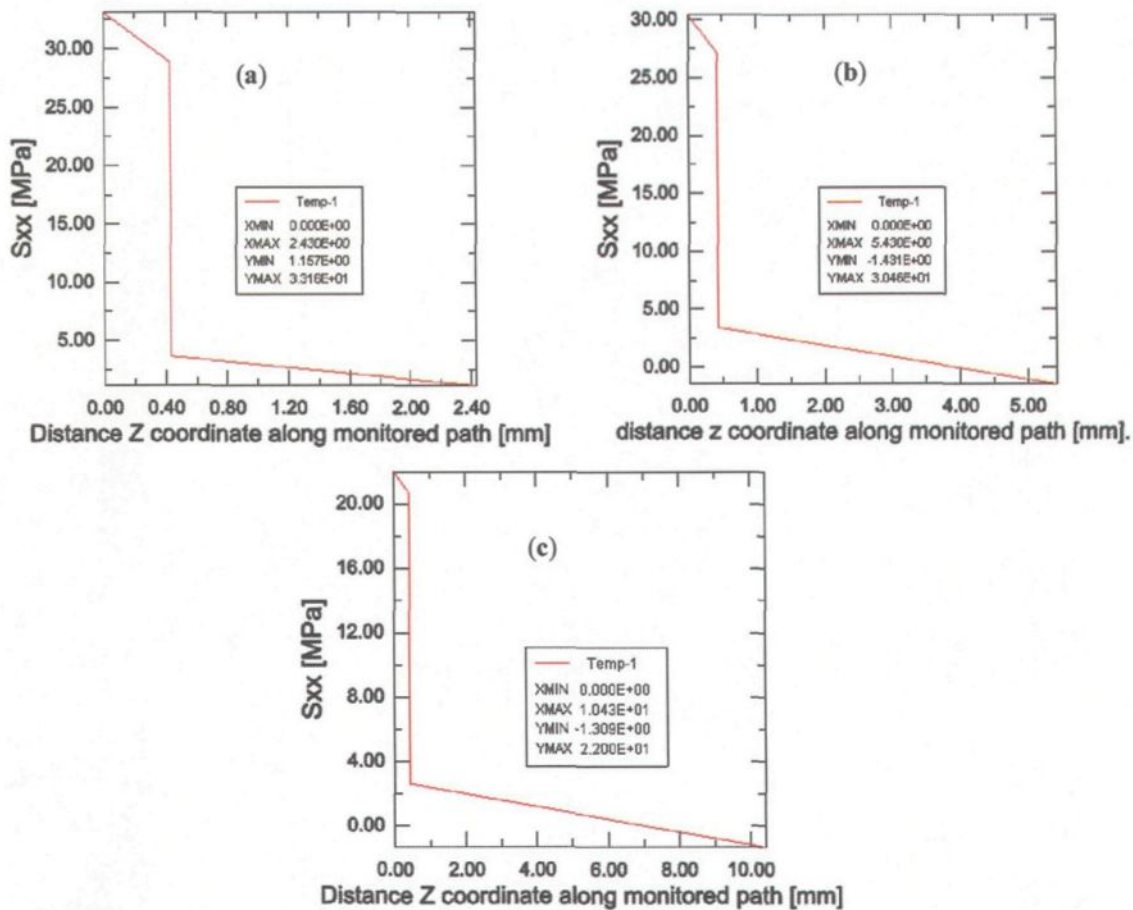 (a)
Sxx [MPa]
30.00
25.00
20.00
15.00
10.00
5.00
Temp-1
XMIN 0.000E+00
XMAX 2.430E+00
YMIN 1.157E+00
YMAX 3.316E+01
0.00 0.40 0.80 1.20 1.60 2.00 2.40
Distance Z coordinate along monitored path [mm]
(b)
Sxx [MPa]
30.00
25.00
20.00
15.00
10.00
5.00
0.00
Temp-1
XMIN 0.000E+00
XMAX 5.430E+00
YMIN -1.431E+00
YMAX 3.046E+01
0.00 1.00 2.00 3.00 4.00 5.00
distance z coordinate along monitored path [mm].
(c)
Sxx [MPa]
20.00
16.00
12.00
8.00
4.00
0.00
Temp-1
XMIN 0.000E+00
XMAX 1.043E+01
YMIN -1.309E+00
YMAX 2.200E+01
0.00 2.00 4.00 6.00 8.00 10.00
Distance Z coordinate along monitored path [mm]